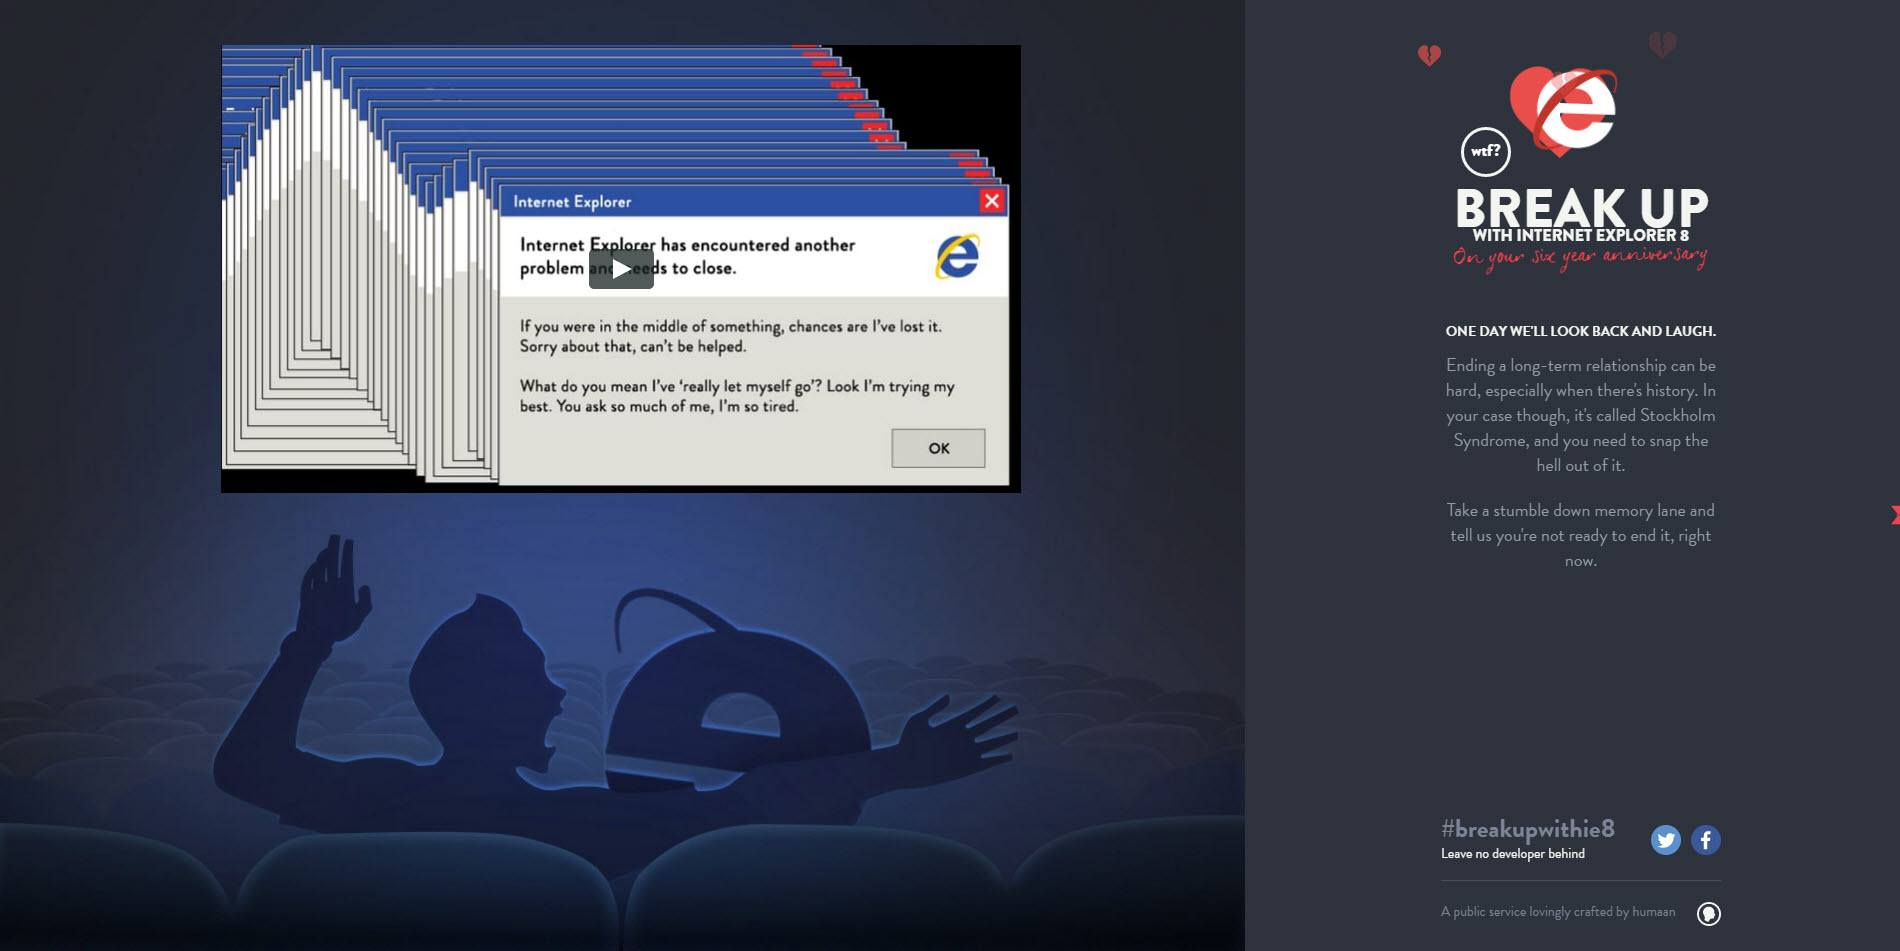 Internet Explorer
Internet Explorer has encountered another
problem and needs to close.
If you were in the middle of something, chances are I've lost it.
Sorry about that, can't be helped.
What do you mean I've 'really let myself go'? Look I'm trying my
best. You ask so much of me, I'm so tired.
OK
wtf?
BREAK UP
WITH INTERNET EXPLORER 8
On your six year anniversary
ONE DAY WE'LL LOOK BACK AND LAUGH.
Ending a long-term relationship can be
hard, especially when there's history. In
your case though, it's called Stockholm
Syndrome, and you need to snap the
hell out of it.
Take a stumble down memory lane and
tell us you're not ready to end it, right
now.
#breakupwithie8
Leave no developer behind
A public service lovingly crafted by humaan